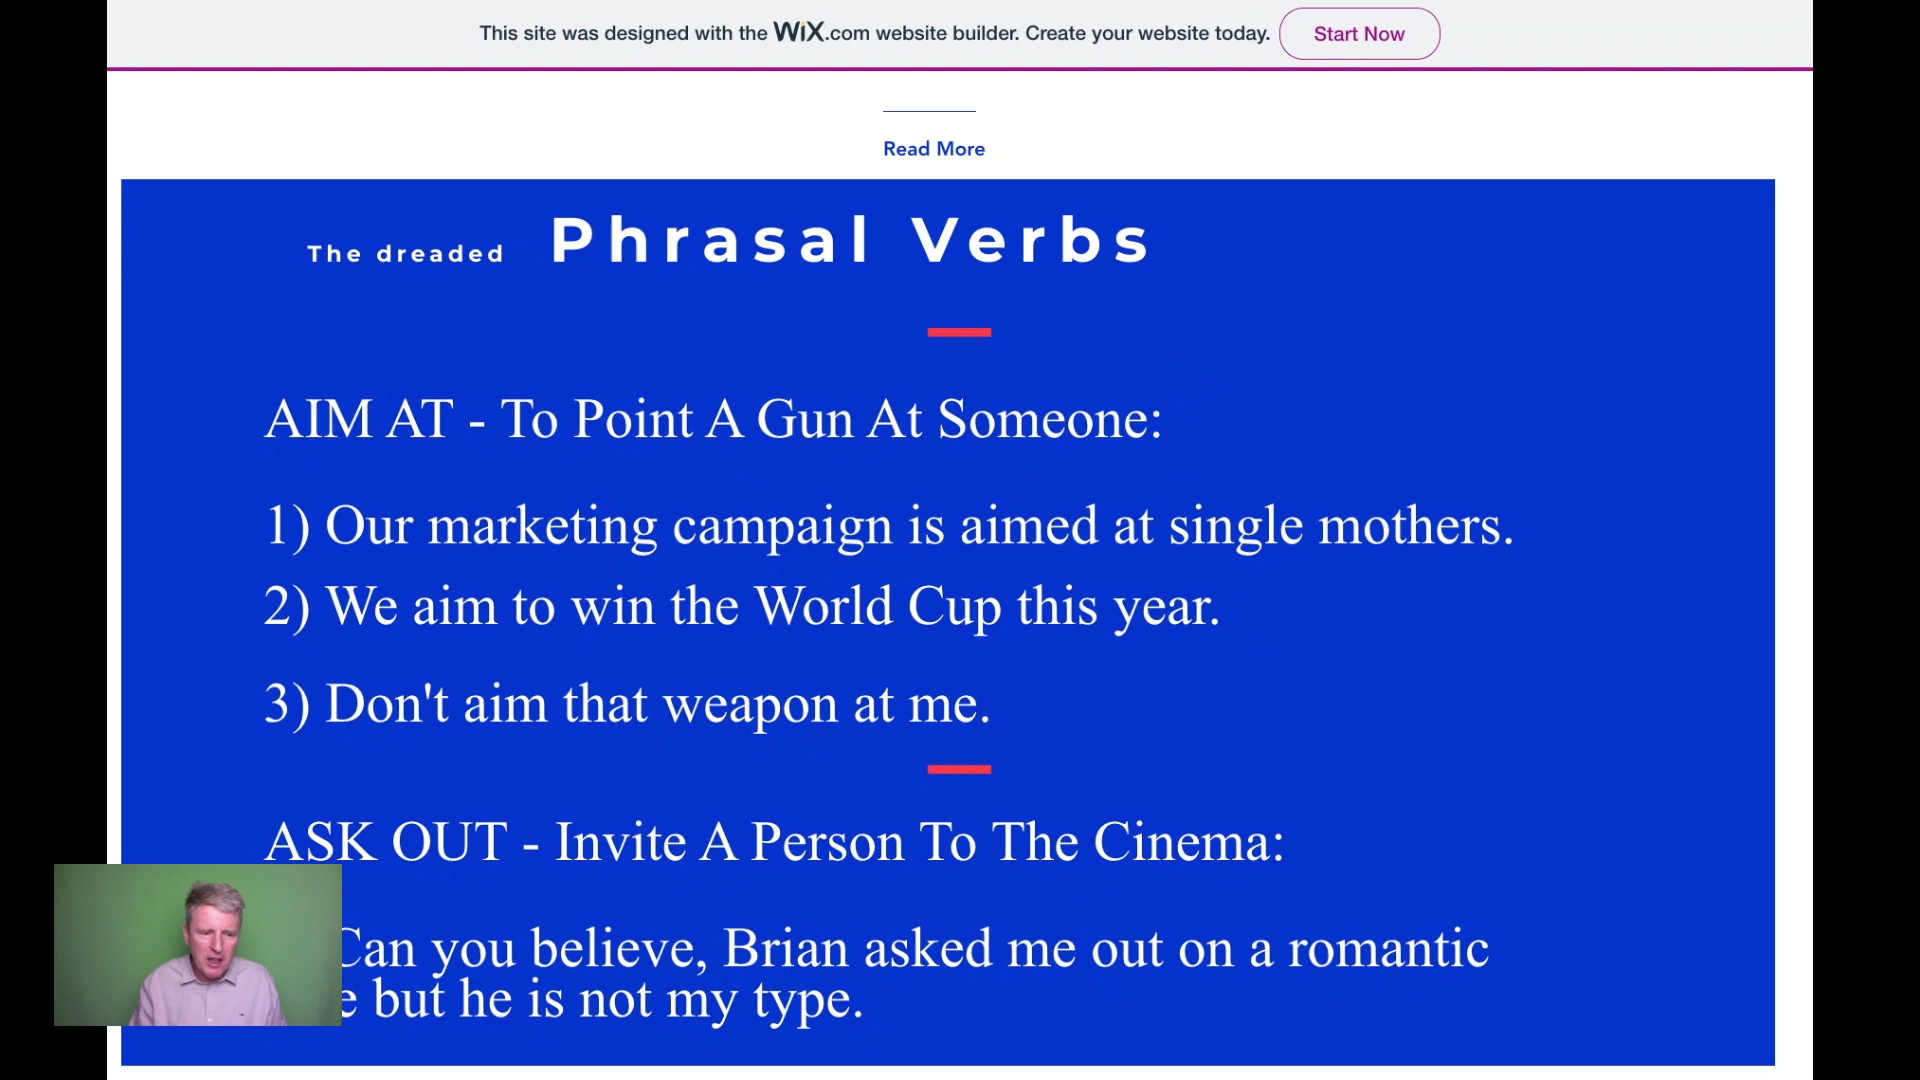 This site was designed with the WiX.com website builder. Create your website today. Start Now
Read More
The dreaded Phrasal Verbs
AIM AT - To Point A Gun At Someone:
1) Our marketing campaign is aimed at single mothers.
2) We aim to win the World Cup this year.
3) Don't aim that weapon at me.
ASK OUT - Invite A Person To The Cinema:
Can you believe, Brian asked me out on a romantic
but he is not my type.